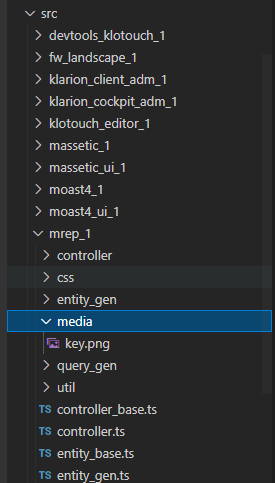 src
devtools_klotouch_1
fw_landscape_1
klarion_client_adm_1
klarion_cockpit_adm_1
klotouch_editor_1
massetic_1
massetic_ui_1
moast4_1
moast4_ui_1
mrep_1
controller
css
entity_gen
media
key.png
query_gen
util
TS controller_base.ts
TS controller.ts
TS entity_base.ts
TS entity_gen.ts